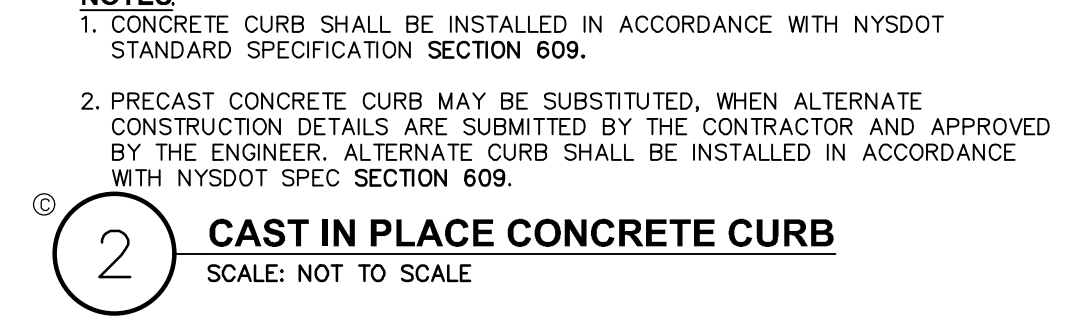 NOTES:
1. CONCRETE CURB SHALL BE INSTALLED IN ACCORDANCE WITH NYSDOT
STANDARD SPECIFICATION SECTION 609.
2. PRECAST CONCRETE CURB MAY BE SUBSTITUTED, WHEN ALTERNATE
CONSTRUCTION DETAILS ARE SUBMITTED BY THE CONTRACTOR AND APPROVED
BY THE ENGINEER. ALTERNATE CURB SHALL BE INSTALLED IN ACCORDANCE
WITH NYSDOT SPEC SECTION 609.
©
2
CAST IN PLACE CONCRETE CURB
SCALE: NOT TO SCALE